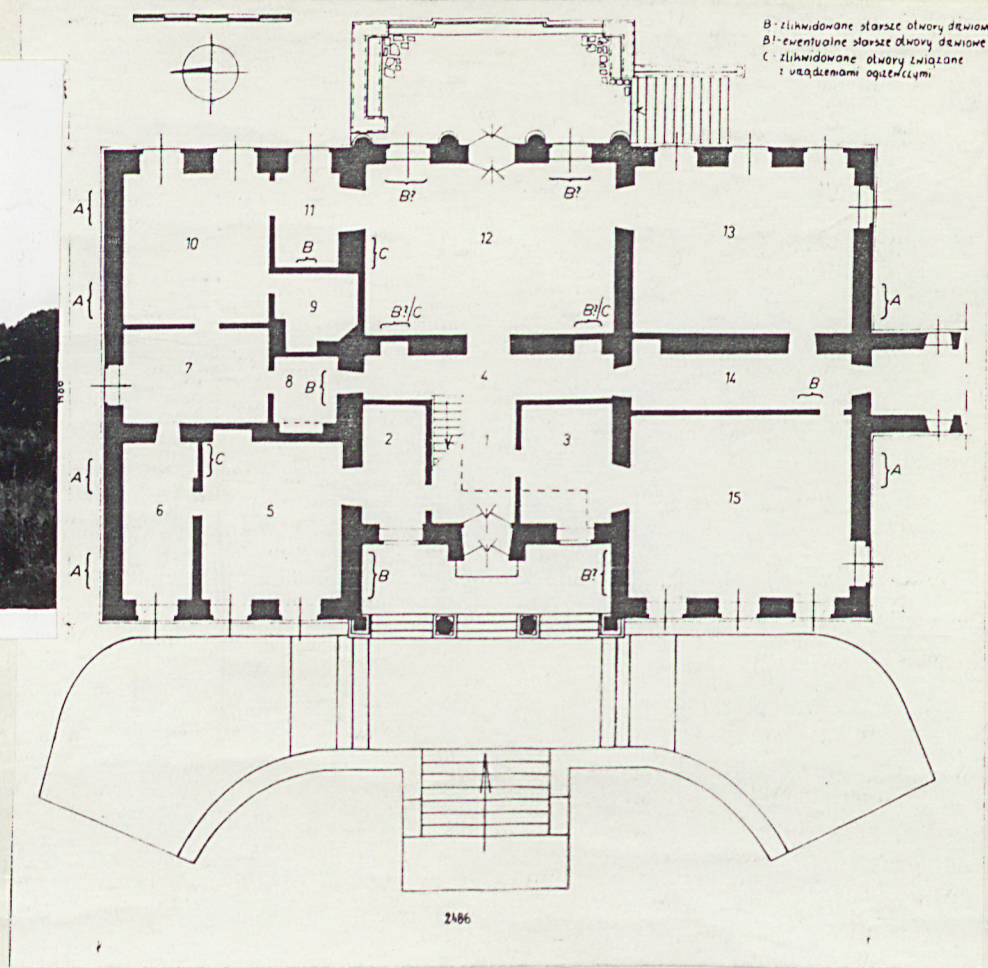 B - zlikwidowane starsze otwory drzwiowe
B? - ewentualne starsze otwory drzwiowe
C - zlikwidowane otwory związane
z urządzeniami ogrzewczymi
A
B?
B?
A
11
10
B
C
12
13
A
9
B?/C
B?/C
A
7
8
B
4
14
B
2
1
3
A
C
6
5
15
A
A
B
B?
2486